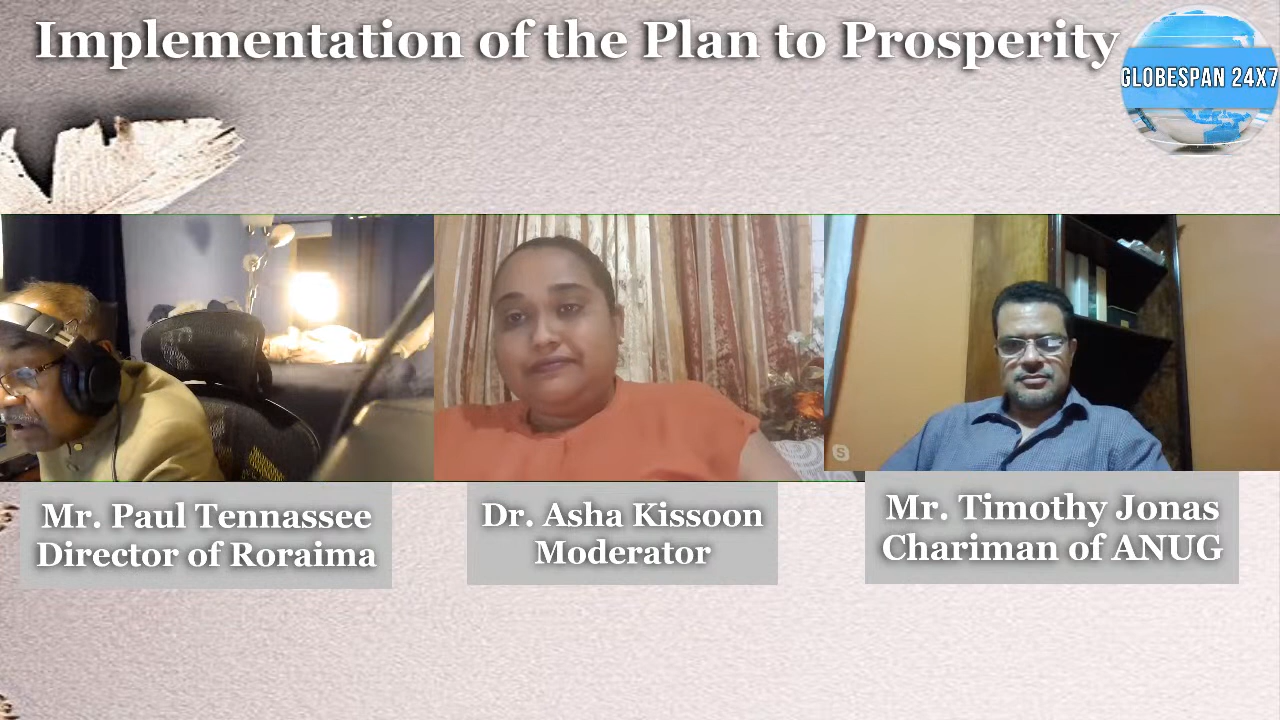 Implementation of the Plan to Prosperity
GLOBESPAN 24X7
Mr. Paul Tennassee
Director of Roraima
Dr. Asha Kissoon
Moderator
Mr. Timothy Jonas
Chariman of ANUG